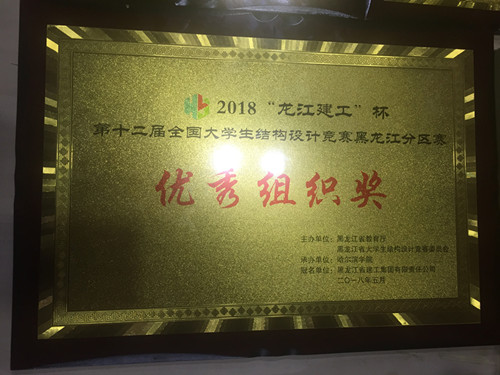 2018“龙江建工”杯
第十二届全国大学生结构设计竞赛黑龙江分区赛
优秀组织奖
主办单位：黑龙江省教育厅
黑龙江省大学生结构设计竞赛委员会
承办单位：哈尔滨学院
冠名单位：黑龙江省建工集团有限责任公司
二〇一八年五月